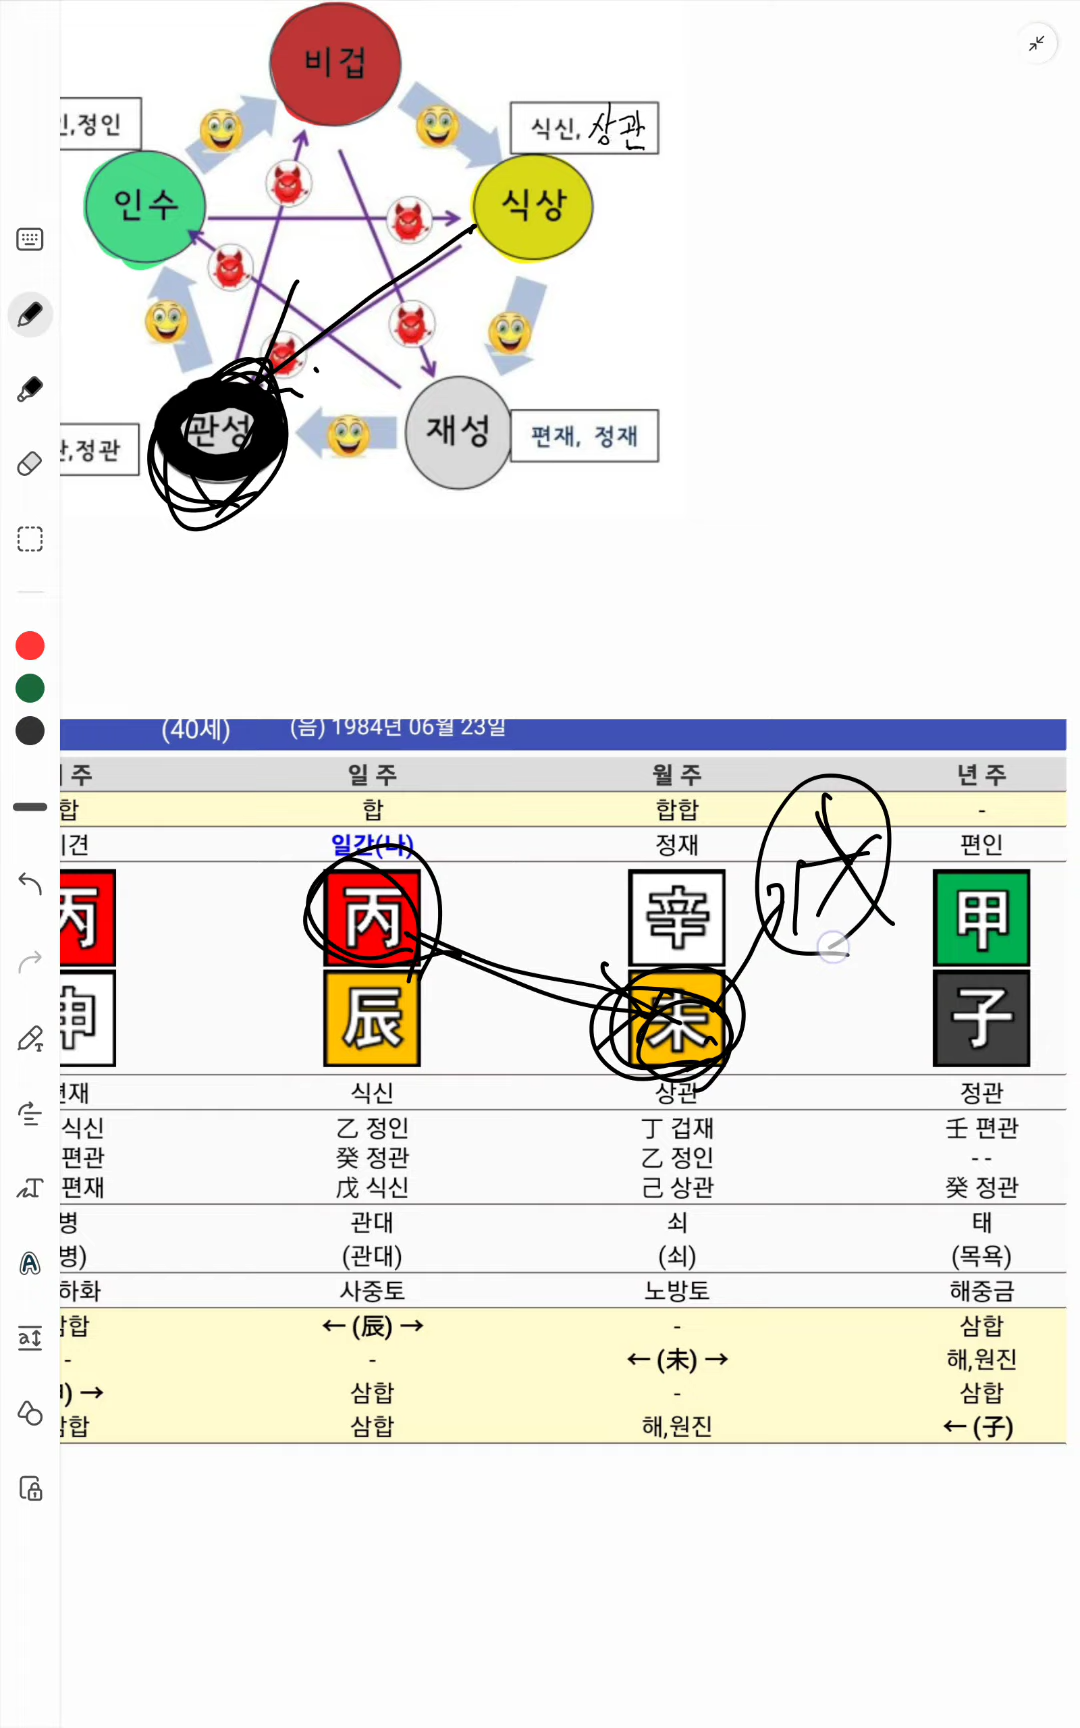 비겁
인,정인
식신, 상관
인수
식상
관성
재성
,정관
편재, 정재
(40세) (음) 1984년 06월 23일
주 일주 월주 년주
합 합 합합 -
견 일간(나) 정재 편인
丙 丙 辛 甲
申 辰 未 子
재 식신 상관 정관
식신 乙 정인 丁 겁재 壬 편관
편관 癸 정관 乙 정인 --
편재 戊 식신 己 상관 癸 정관
병 관대 쇠 태
병) (관대) (쇠) (목욕)
하화 사중토 노방토 해중금
합 ←(辰)→ - 삼합
- - ←(未)→ 해,원진
) → 삼합 - 삼합
합 삼합 해,원진 ←(子)